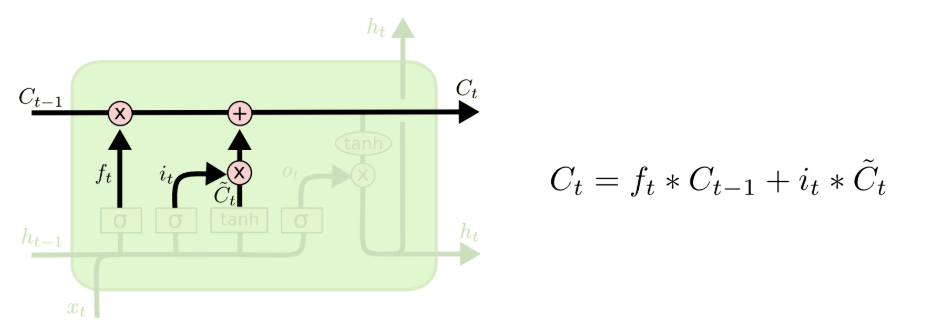 h_t
C_{t-1}
C_t
x
+
tanh
f_t
i_t
x
o_t
x
C̃_t
C_t = f_t * C_{t-1} + i_t * C̃_t
σ
σ
tanh
σ
h_{t-1}
h_t
x_t